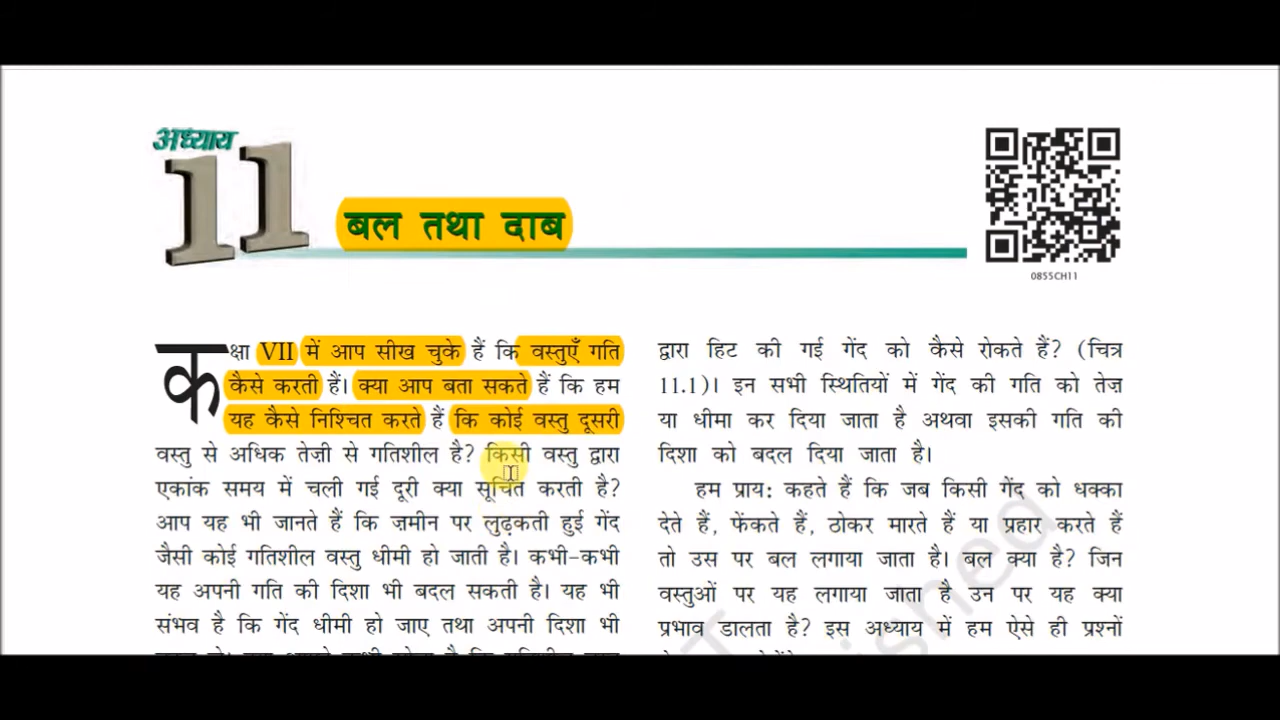 अध्याय
11
बल तथा दाब
0855CH11
कक्षा VII में आप सीख चुके हैं कि वस्तुएँ गति
कैसे करती हैं। क्या आप बता सकते हैं कि हम
यह कैसे निश्चित करते हैं कि कोई वस्तु दूसरी
वस्तु से अधिक तेज़ी से गतिशील है? किसी वस्तु द्वारा
एकांक समय में चली गई दूरी क्या सूचित करती है?
आप यह भी जानते हैं कि ज़मीन पर लुढ़कती हुई गेंद
जैसी कोई गतिशील वस्तु धीमी हो जाती है। कभी-कभी
यह अपनी गति की दिशा भी बदल सकती है। यह भी
संभव है कि गेंद धीमी हो जाए तथा अपनी दिशा भी
द्वारा हिट की गई गेंद को कैसे रोकते हैं? (चित्र
11.1)। इन सभी स्थितियों में गेंद की गति को तेज़
या धीमा कर दिया जाता है अथवा इसकी गति की
दिशा को बदल दिया जाता है।
हम प्राय: कहते हैं कि जब किसी गेंद को धक्का
देते हैं, फेंकते हैं, ठोकर मारते हैं या प्रहार करते हैं
तो उस पर बल लगाया जाता है। बल क्या है? जिन
वस्तुओं पर यह लगाया जाता है उन पर यह क्या
प्रभाव डालता है? इस अध्याय में हम ऐसे ही प्रश्नों